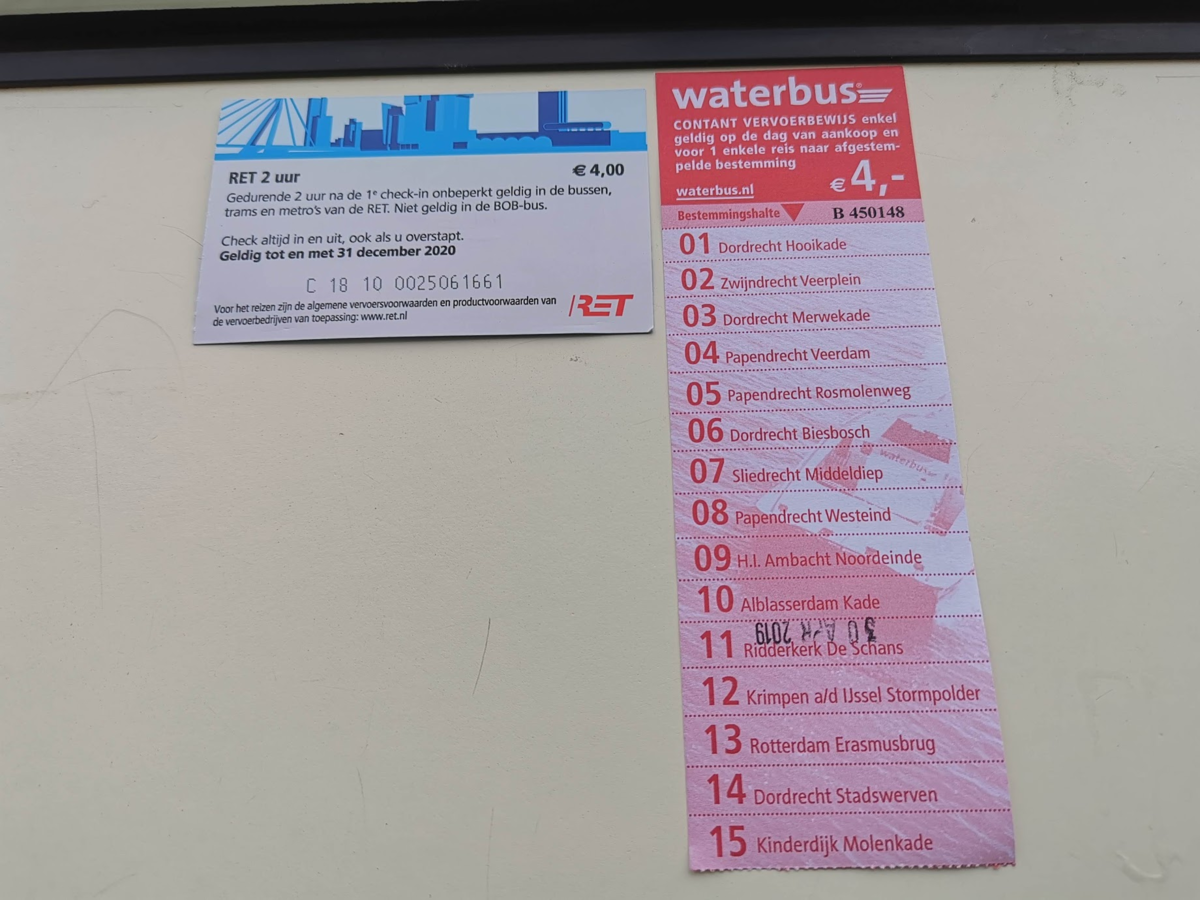 RET 2 uur € 4,00
Gedurende 2 uur na de 1e check-in onbeperkt geldig in de bussen,
trams en metro's van de RET. Niet geldig in de BOB-bus.
Check altijd in en uit, ook als u overstapt.
Geldig tot en met 31 december 2020
C 18 10 0025061661
Voor het reizen zijn de algemene vervoersvoorwaarden en productvoorwaarden van
de vervoerbedrijven van toepassing: www.ret.nl
RET
waterbus
CONTANT VERVOERBEWIJS enkel
geldig op de dag van aankoop en
voor 1 enkele reis naar afgestem-
pelde bestemming
waterbus.nl € 4,-
Bestemmingshalte B 450148
01 Dordrecht Hooikade
02 Zwijndrecht Veerplein
03 Dordrecht Merwekade
04 Papendrecht Veerdam
05 Papendrecht Rosmolenweg
06 Dordrecht Biesbosch
07 Sliedrecht Middeldiep
waterbus
08 Papendrecht Westeind
09 H.I. Ambacht Noordeinde
10 Alblasserdam Kade
30 APR 2019
11 Ridderkerk De Schans
12 Krimpen a/d IJssel Stormpolder
13 Rotterdam Erasmusbrug
14 Dordrecht Stadswerven
15 Kinderdijk Molenkade